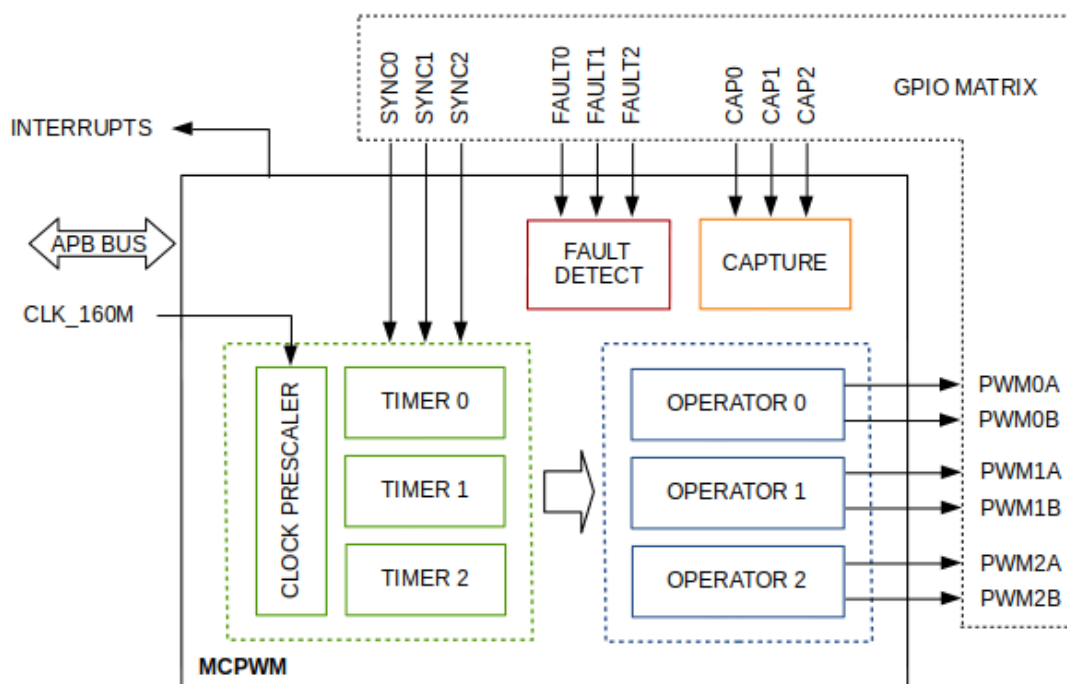 SYNC0
SYNC1
SYNC2
FAULT0
FAULT1
FAULT2
CAP0
CAP1
CAP2
GPIO MATRIX
INTERRUPTS
APB BUS
CLK_160M
FAULT
DETECT
CAPTURE
CLOCK PRESCALER
TIMER 0
TIMER 1
TIMER 2
OPERATOR 0
OPERATOR 1
OPERATOR 2
PWM0A
PWM0B
PWM1A
PWM1B
PWM2A
PWM2B
MCPWM